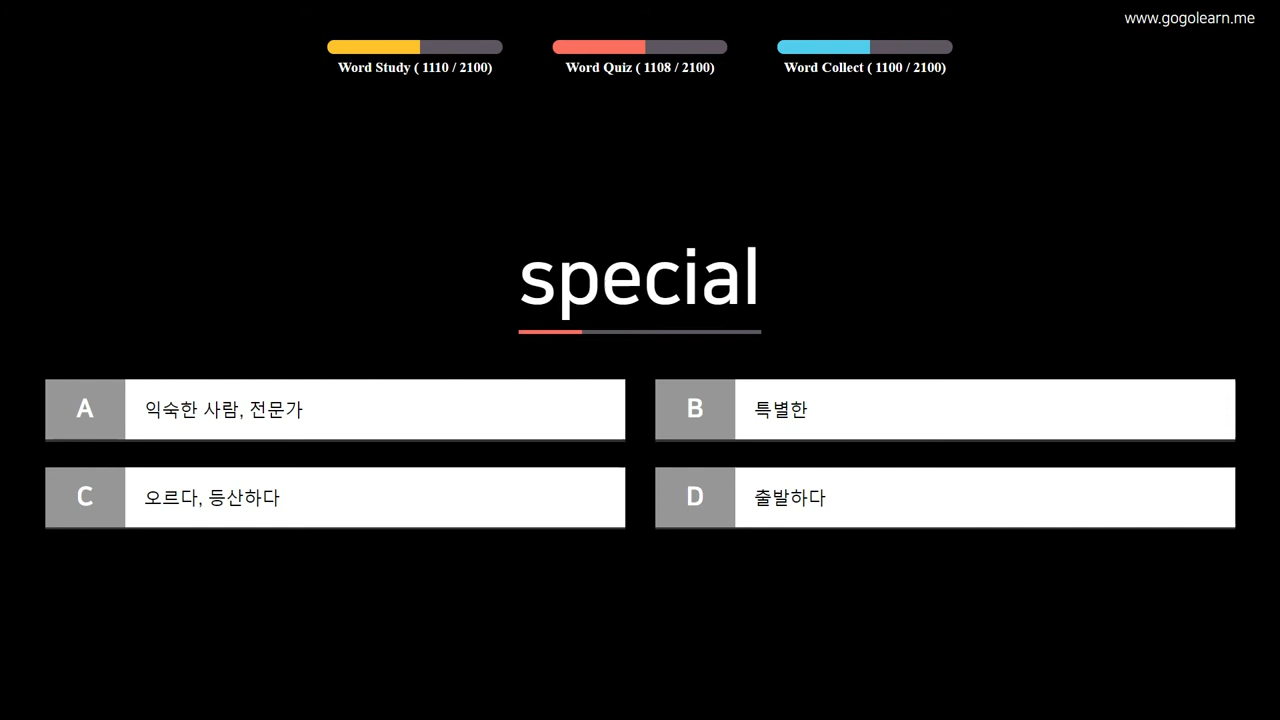 www.gogolearn.me
Word Study ( 1110 / 2100)
Word Quiz ( 1108 / 2100)
Word Collect ( 1100 / 2100)
special
A 익숙한 사람, 전문가
B 특별한
C 오르다, 등산하다
D 출발하다